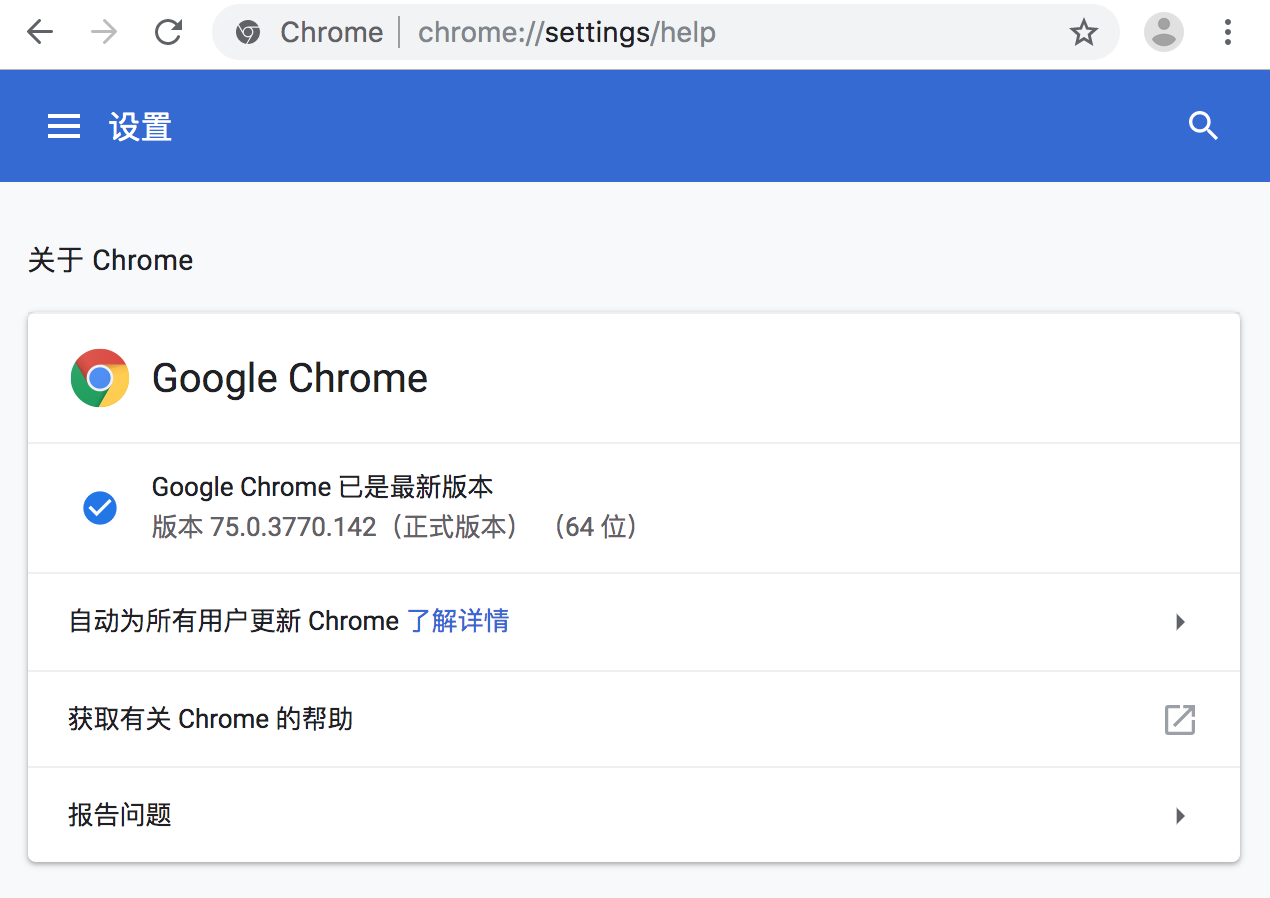 Chrome | chrome://settings/help
设置
关于 Chrome
Google Chrome
Google Chrome 已是最新版本
版本 75.0.3770.142（正式版本） （64 位）
自动为所有用户更新 Chrome 了解详情
获取有关 Chrome 的帮助
报告问题